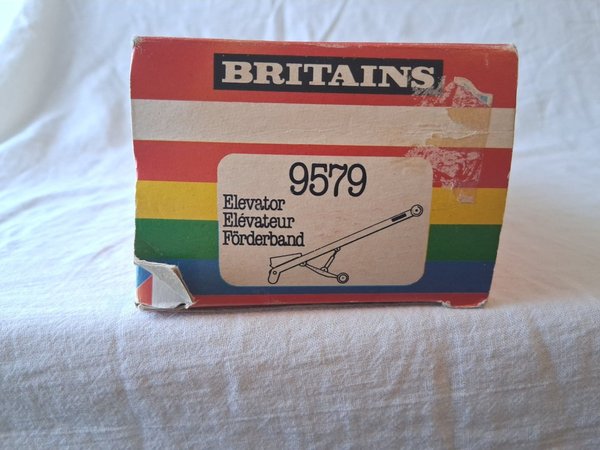 BRITAINS
9579
Elevator
Elévateur
Förderband